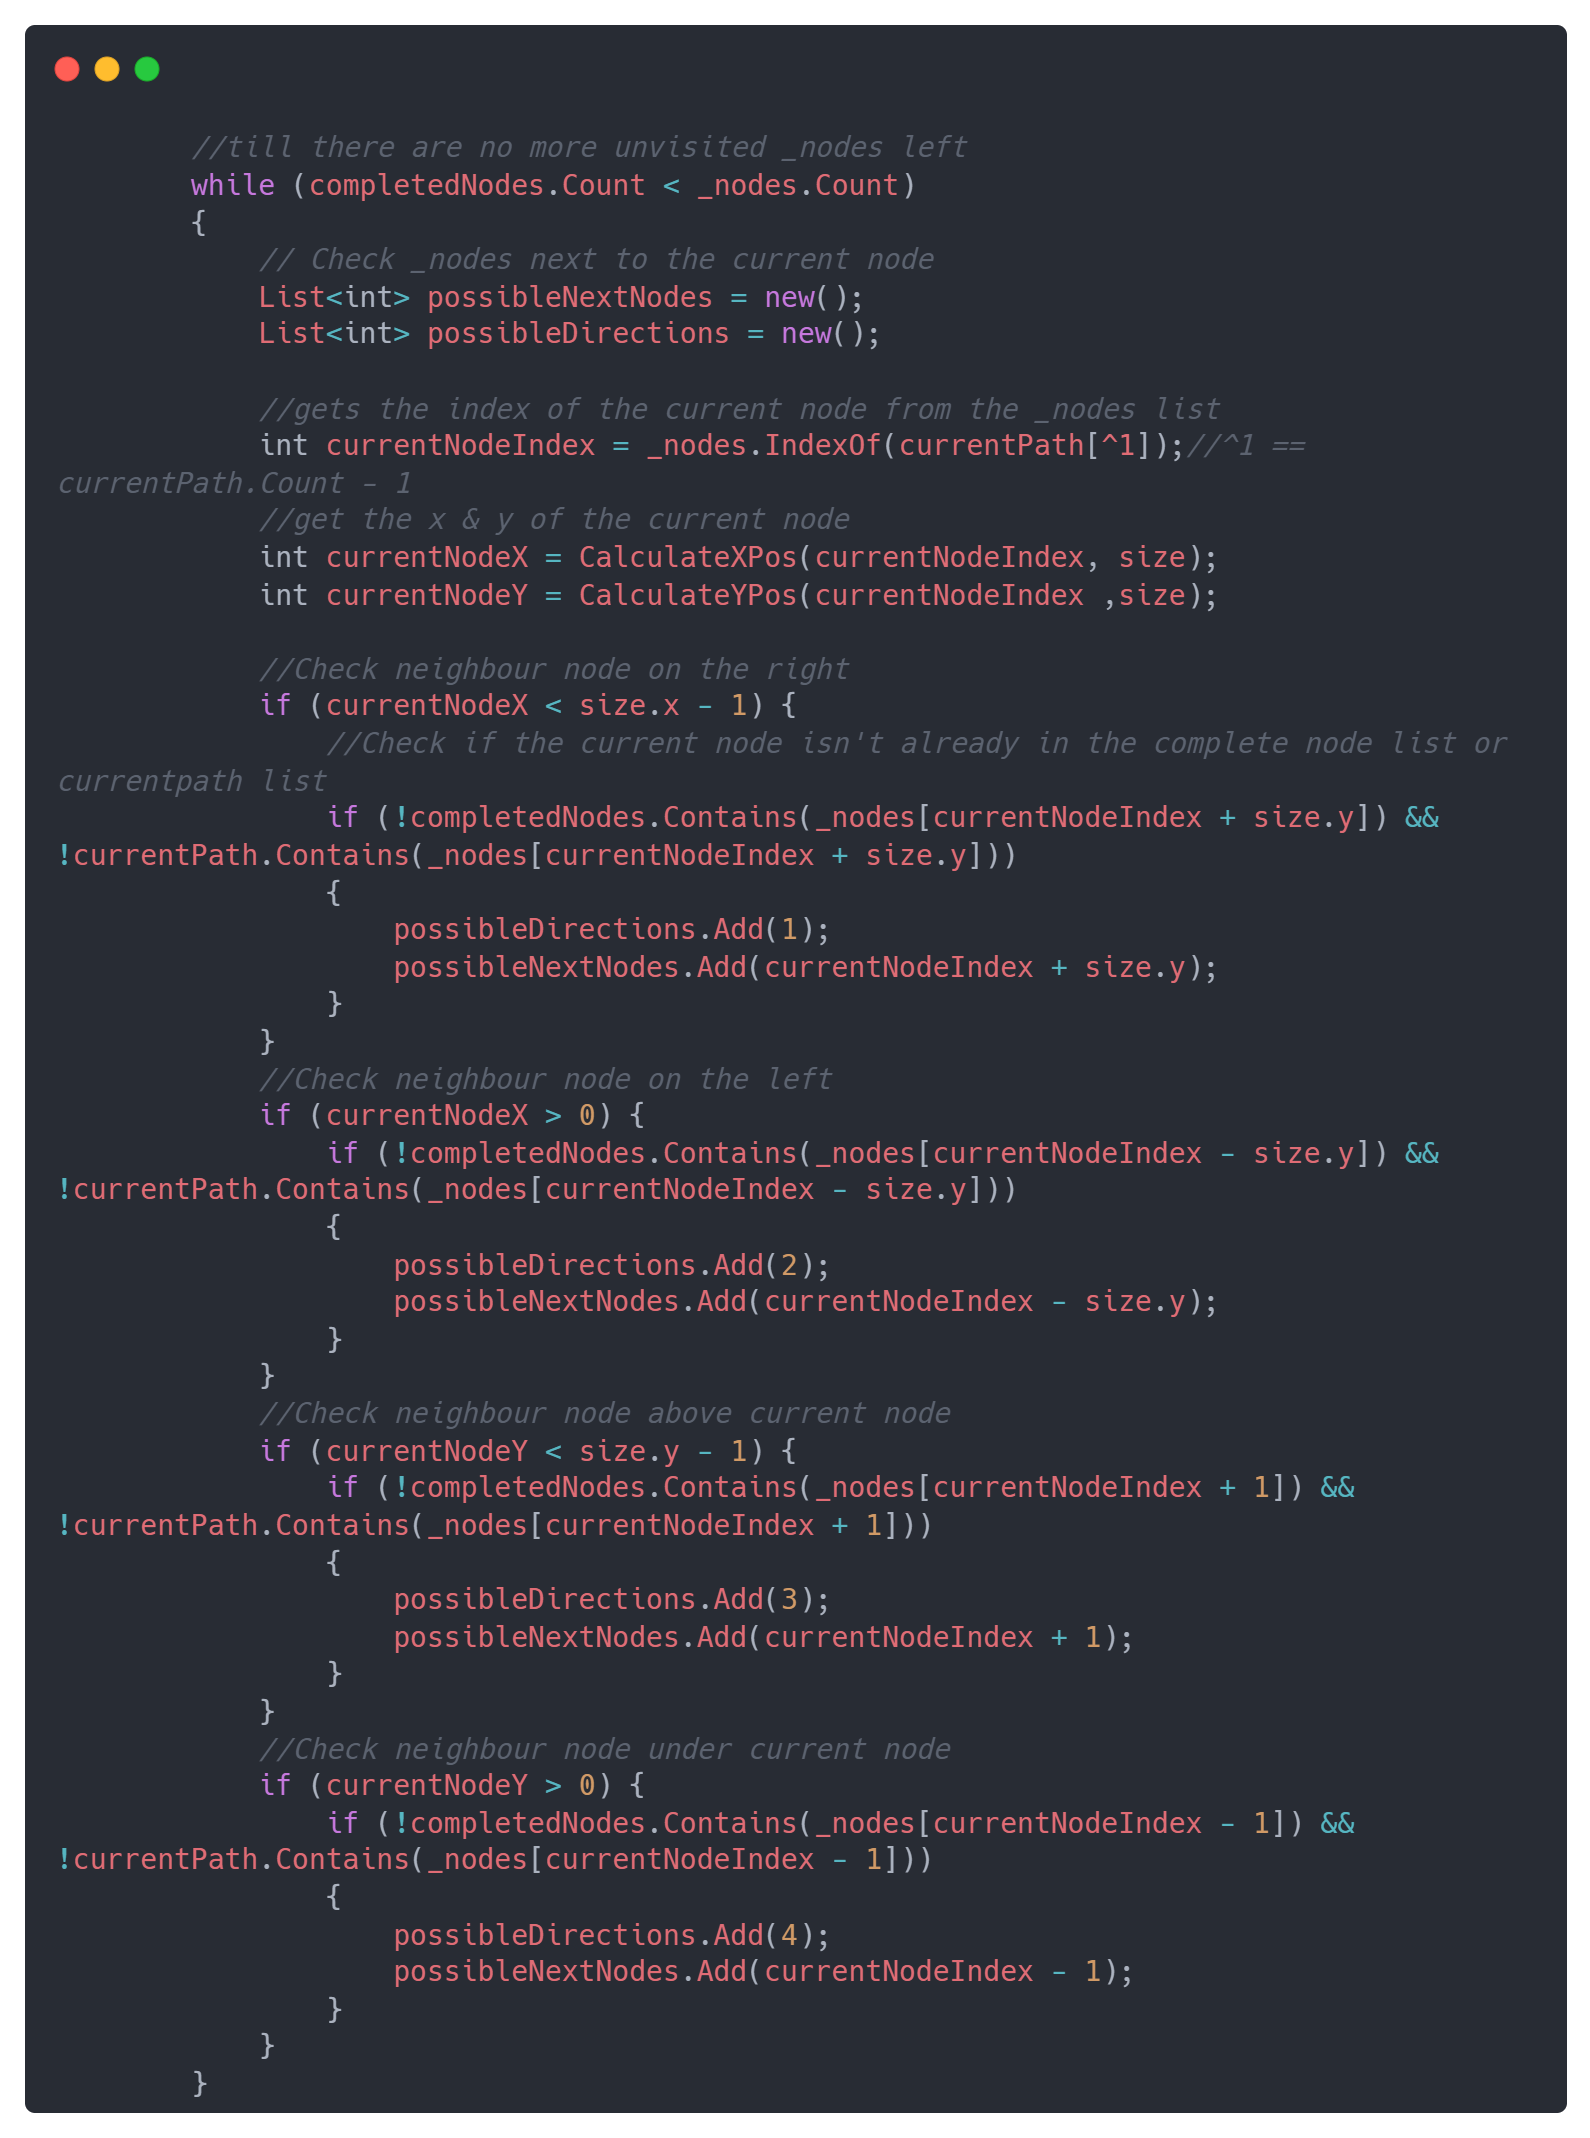 //till there are no more unvisited _nodes left
while (completedNodes.Count < _nodes.Count)
{
// Check _nodes next to the current node
List<int> possibleNextNodes = new();
List<int> possibleDirections = new();
//gets the index of the current node from the _nodes list
int currentNodeIndex = _nodes.IndexOf(currentPath[^1]);//^1 ==
currentPath.Count - 1
//get the x & y of the current node
int currentNodeX = CalculateXPos(currentNodeIndex, size);
int currentNodeY = CalculateYPos(currentNodeIndex ,size);
//Check neighbour node on the right
if (currentNodeX < size.x - 1) {
//Check if the current node isn't already in the complete node list or
currentpath list
if (!completedNodes.Contains(_nodes[currentNodeIndex + size.y]) &&
!currentPath.Contains(_nodes[currentNodeIndex + size.y]))
{
possibleDirections.Add(1);
possibleNextNodes.Add(currentNodeIndex + size.y);
}
}
//Check neighbour node on the left
if (currentNodeX > 0) {
if (!completedNodes.Contains(_nodes[currentNodeIndex - size.y]) &&
!currentPath.Contains(_nodes[currentNodeIndex - size.y]))
{
possibleDirections.Add(2);
possibleNextNodes.Add(currentNodeIndex - size.y);
}
}
//Check neighbour node above current node
if (currentNodeY < size.y - 1) {
if (!completedNodes.Contains(_nodes[currentNodeIndex + 1]) &&
!currentPath.Contains(_nodes[currentNodeIndex + 1]))
{
possibleDirections.Add(3);
possibleNextNodes.Add(currentNodeIndex + 1);
}
}
//Check neighbour node under current node
if (currentNodeY > 0) {
if (!completedNodes.Contains(_nodes[currentNodeIndex - 1]) &&
!currentPath.Contains(_nodes[currentNodeIndex - 1]))
{
possibleDirections.Add(4);
possibleNextNodes.Add(currentNodeIndex - 1);
}
}
}